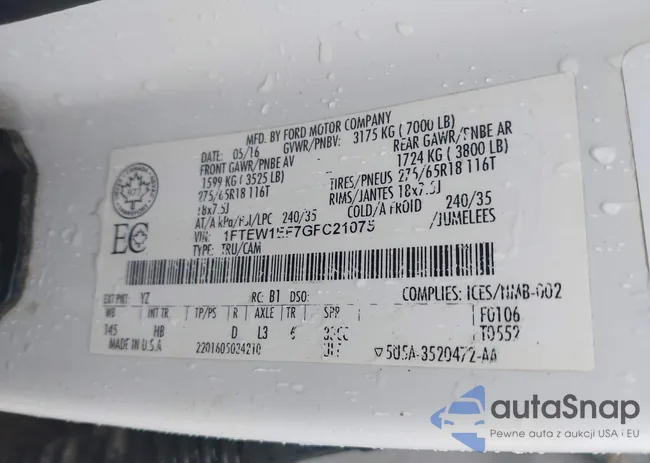 MFD. BY FORD MOTOR COMPANY
DATE: 05/16 GVWR/PNBV: 3175 KG (7000 LB)
FRONT GAWR/PNBE AV REAR GAWR/PNBE AR
1599 KG (3525 LB) 1724 KG (3800 LB)
275/65R18 116T TIRES/PNEUS 275/65R18 116T
18x7.5J RIMS/JANTES 18x7.5J
AT/A kPa/PSI/LPC 240/35 COLD/A FROID 240/35
VIN: 1FTEW1EF7GFC21075 /JUMELEES
TYPE: TRU/CAM
977
EC
EXT PNT: YZ RC: B1 DSO: COMPLIES: ICES/NMB-002
WB INT TR TP/PS R AXLE TR SPR F0106
145 HB D L3 6 T0552
MADE IN U.S.A. 2201605034210 5U5A-3520472-AA
autaSnap
Pewne auta z aukcji USA i EU